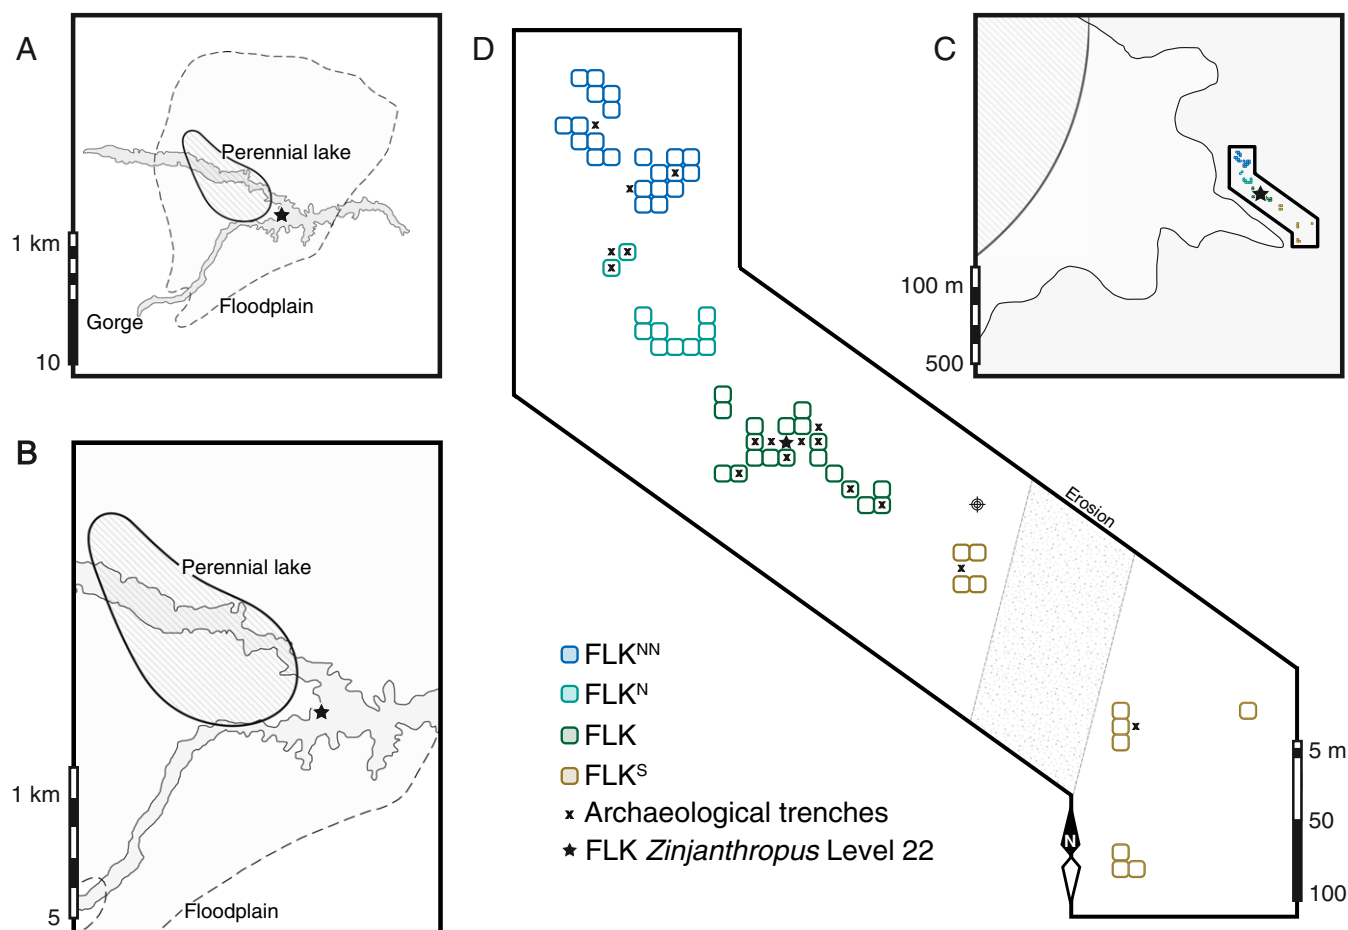 A
Perennial lake
1 km
Floodplain
Gorge
10
B
Perennial lake
1 km
Floodplain
5
D
Erosion
FLKNN
FLKN
FLK
FLKS
x Archaeological trenches
★ FLK Zinjanthropus Level 22
N
5 m
50
100
C
100 m
500